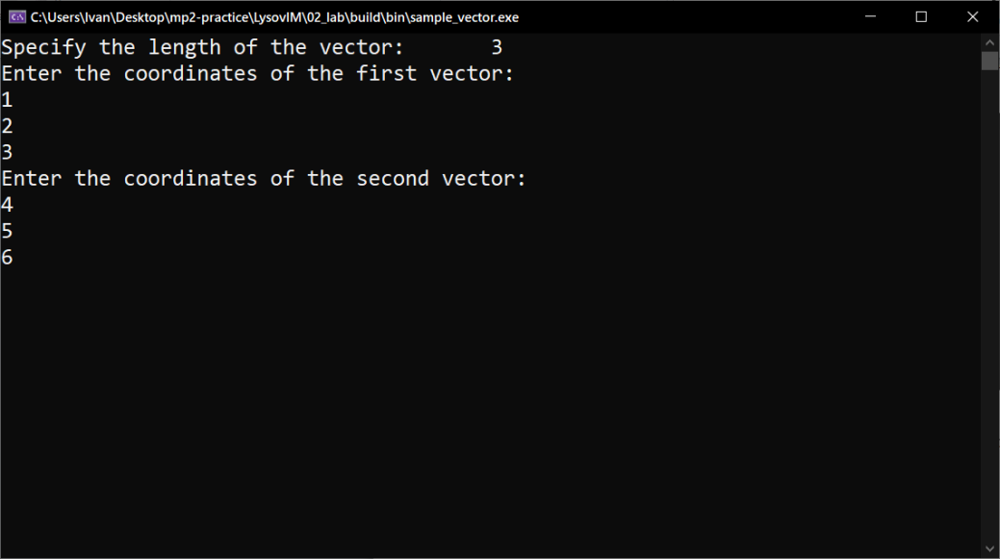 C:\Users\Ivan\Desktop\mp2-practice\LysovIM\02_lab\build\bin\sample_vector.exe
Specify the length of the vector:       3
Enter the coordinates of the first vector:
1
2
3
Enter the coordinates of the second vector:
4
5
6